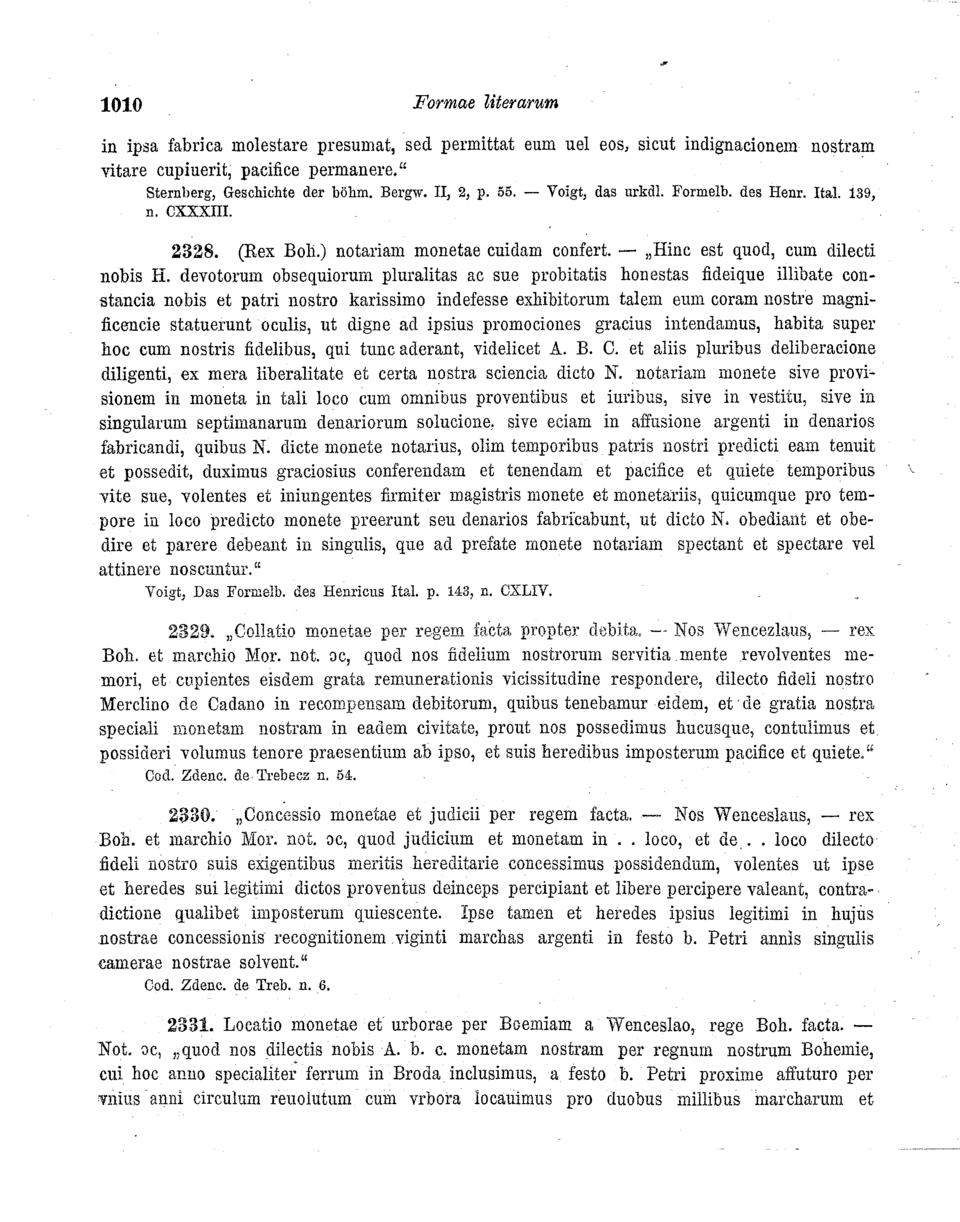 1010
Formae literarum
in ipsa fabrica molestare presumat, sed permittat eum uel eos, sicut indignacionem nostram
vitare cupiuerit, pacifice permanere.“
Sternberg, Geschichte der böhm. Bergw. II, 2, p. 55. — Voigt, das urkdl. Formelb. des Henr. Ital. 139,
n. CXXXIII.
2328. (Rex Boh.) notariam monetae cuidam confert. — „Hinc est quod, cum dilecti
nobis H. devotorum obsequiorum pluralitas ac sue probitatis honestas fideique illibate con-
stancia nobis et patri nostro karissimo indefesse exhibitorum talem eum coram nostre magni-
ficencie statuerunt oculis, ut digne ad ipsius promociones gracius intendamus, habita super
hoc cum nostris fidelibus, qui tunc aderant, videlicet A. B. C. et aliis pluribus deliberacione
diligenti, ex mera liberalitate et certa nostra sciencia dicto N. notariam monete sive provi-
sionem in moneta in tali loco cum omnibus proventibus et iuribus, sive in vestitu, sive in
singularum septimanarum denariorum solucione, sive eciam in affusione argenti in denarios
fabricandi, quibus N. dicte monete notarius, olim temporibus patris nostri predicti eam tenuit
et possedit, duximus graciosius conferendam et tenendam et pacifice et quiete temporibus
vite sue, volentes et iniungentes firmiter magistris monete et monetariis, quicumque pro tem-
pore in loco predicto monete preerunt seu denarios fabricabunt, ut dicto N. obediant et obe-
dire et parere debeant in singulis, que ad prefate monete notariam spectant et spectare vel
attinere noscuntur.“
Voigt, Das Formelb. des Henricus Ital. p. 143, n. CXLIV.
2329. „Collatio monetae per regem facta propter debita. — Nos Wencezlaus, — rex
Boh. et marchio Mor. not. ɔc, quod nos fidelium nostrorum servitia mente revolventes me-
mori, et cupientes eisdem grata remunerationis vicissitudine respondere, dilecto fideli nostro
Merclino de Cadano in recompensam debitorum, quibus tenebamur eidem, et de gratia nostra
speciali monetam nostram in eadem civitate, prout nos possedimus hucusque, contulimus et
possideri volumus tenore praesentium ab ipso, et suis heredibus imposterum pacifice et quiete.“
Cod. Zdenc. de Trebecz n. 54.
2330. „Concessio monetae et judicii per regem facta. — Nos Wenceslaus, — rex
Boh. et marchio Mor. not. ɔc, quod judicium et monetam in . . loco, et de . . loco dilecto
fideli nostro suis exigentibus meritis hereditarie concessimus possidendum, volentes ut ipse
et heredes sui legitimi dictos proventus deinceps percipiant et libere percipere valeant, contra-
dictione qualibet imposterum quiescente. Ipse tamen et heredes ipsius legitimi in hujus
nostrae concessionis recognitionem viginti marchas argenti in festo b. Petri annis singulis
camerae nostrae solvent.“
Cod. Zdenc. de Treb. n. 6.
2331. Locatio monetae et urborae per Boemiam a Wenceslao, rege Boh. facta. —
Not. ɔc, „quod nos dilectis nobis A. b. c. monetam nostram per regnum nostrum Bohemie,
cui hoc anno specialiter ferrum in Broda inclusimus, a festo b. Petri proxime affuturo per
vnius anni circulum reuolutum cum vrbora locauimus pro duobus millibus marcharum et